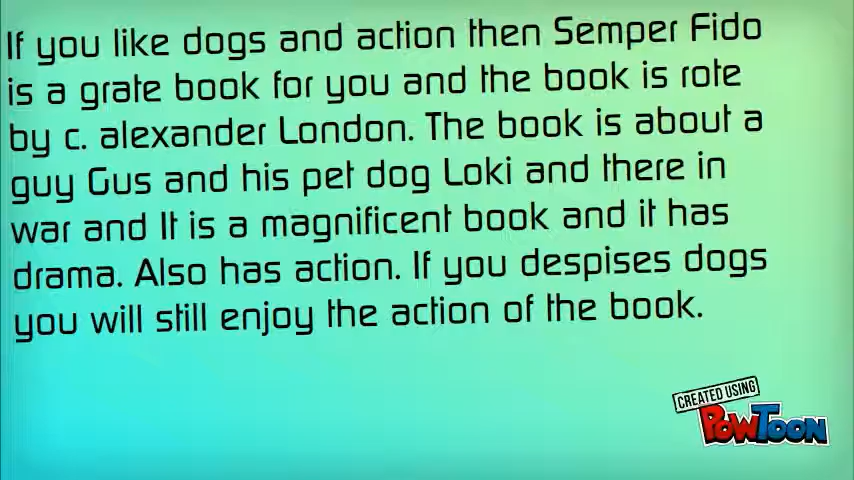 If you like dogs and action then Semper Fido
is a grate book for you and the book is rote
by c. alexander London. The book is about a
guy Gus and his pet dog Loki and there in
war and It is a magnificent book and it has
drama. Also has action. If you despises dogs
you will still enjoy the action of the book.
CREATED USING
POWTOON